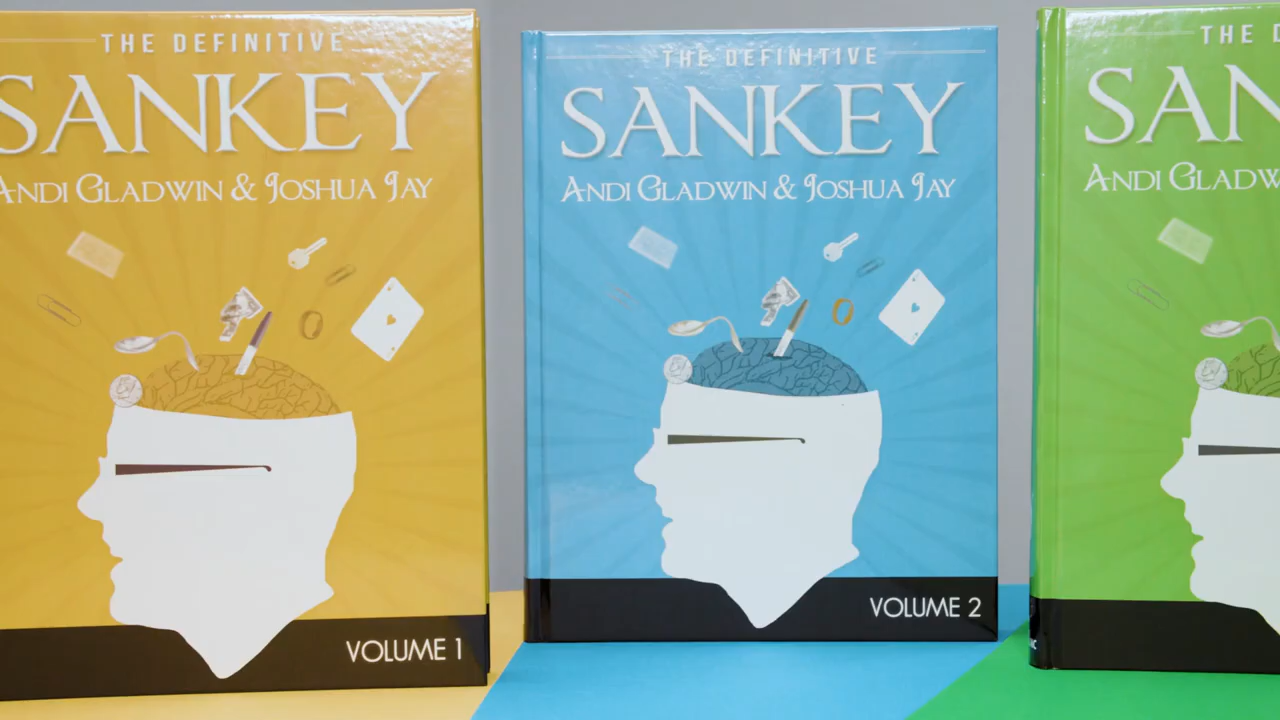 THE DEFINITIVE
SANKEY
ANDI GLADWIN & JOSHUA JAY
VOLUME 1
THE DEFINITIVE
SANKEY
ANDI GLADWIN & JOSHUA JAY
VOLUME 2
THE D
SAN
ANDI GLADW